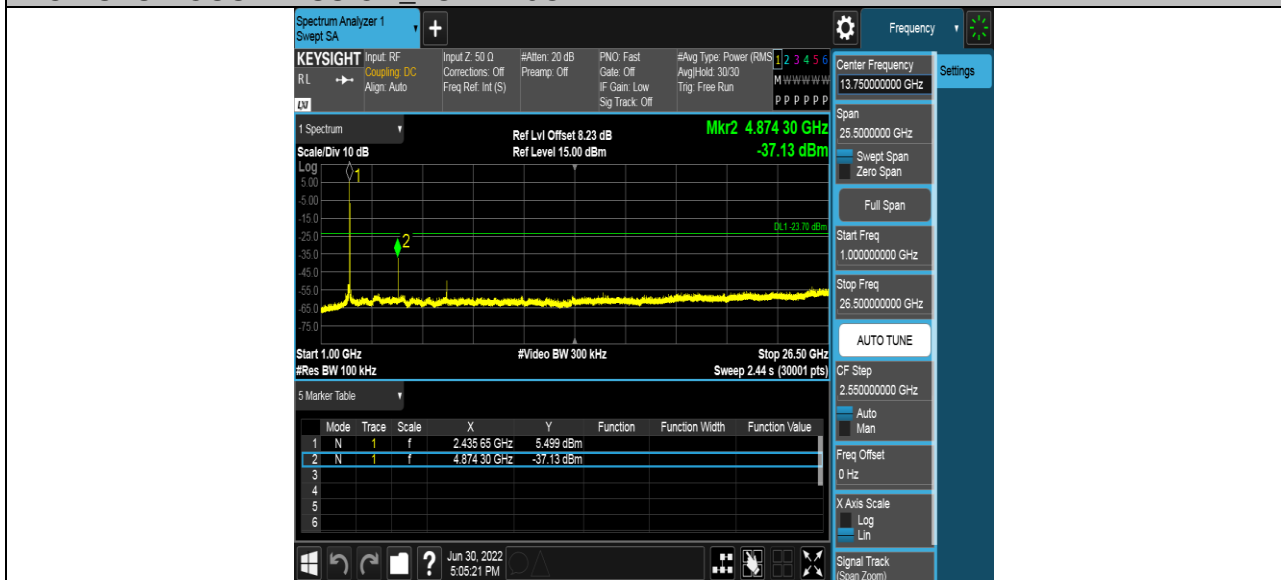 Spectrum Analyzer 1
Swept SA
+
Frequency
KEYSIGHT
RL
LXI
Input: RF
Coupling: DC
Align: Auto
Input Z: 50 Ω
Corrections: Off
Freq Ref: Int (S)
#Atten: 20 dB
Preamp: Off
PNO: Fast
Gate: Off
IF Gain: Low
Sig Track: Off
#Avg Type: Power (RMS
Avg|Hold: 30/30
Trig: Free Run
1 2 3 4 5 6
M W W W W W
P P P P P P
Center Frequency
13.750000000 GHz
Settings
Span
25.5000000 GHz
Swept Span
Zero Span
Full Span
Start Freq
1.000000000 GHz
Stop Freq
26.500000000 GHz
AUTO TUNE
CF Step
2.550000000 GHz
Auto
Man
Freq Offset
0 Hz
X Axis Scale
Log
Lin
Signal Track
(Span Zoom)
1 Spectrum
Scale/Div 10 dB
Ref Lvl Offset 8.23 dB
Ref Level 15.00 dBm
Mkr2 4.874 30 GHz
-37.13 dBm
Log
5.00
-5.00
-15.0
-25.0
-35.0
-45.0
-55.0
-65.0
-75.0
1
2
DL1 -23.70 dBm
Start 1.00 GHz
#Res BW 100 kHz
#Video BW 300 kHz
Stop 26.50 GHz
Sweep 2.44 s (30001 pts)
5 Marker Table
Mode Trace Scale X Y Function Function Width Function Value
1 N 1 f 2.435 65 GHz 5.499 dBm
2 N 1 f 4.874 30 GHz -37.13 dBm
3
4
5
6
?
Jun 30, 2022
5:05:21 PM